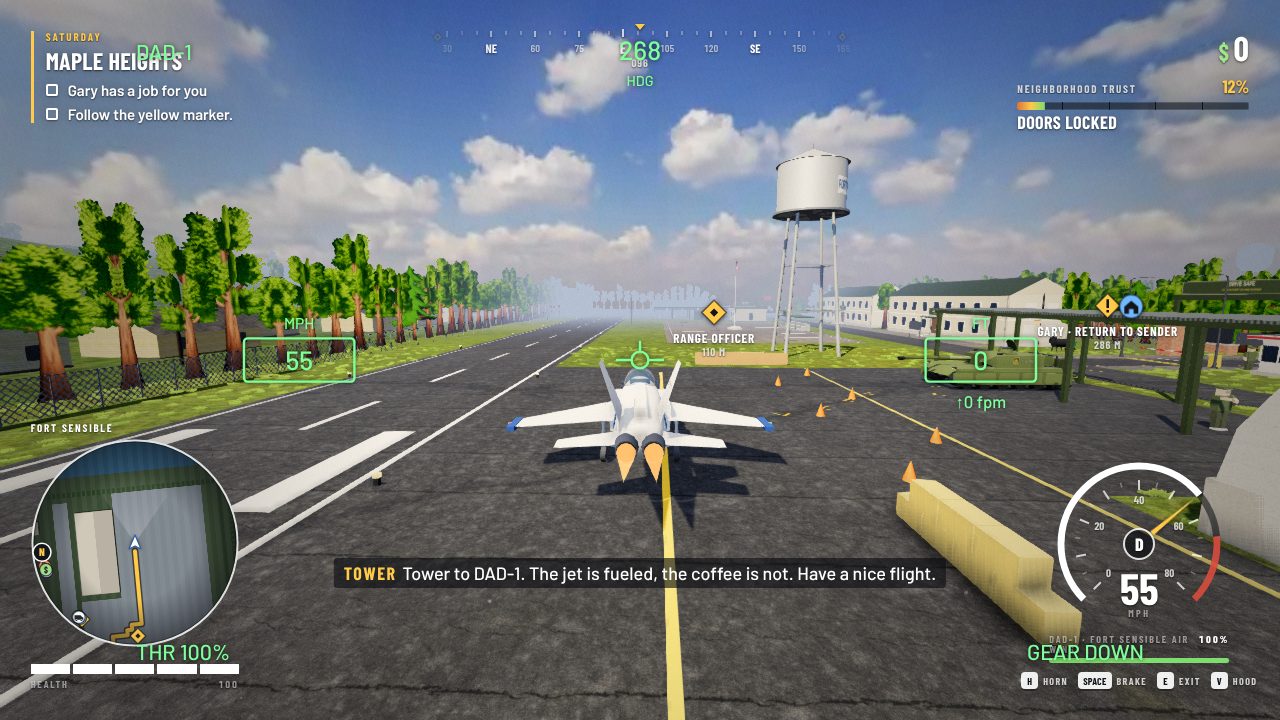 SATURDAY
DAD-1
MAPLE HEIGHTS
Gary has a job for you
Follow the yellow marker.
30 NE 60 75 105 120 SE 150 165
268
096
HDG
$ 0
NEIGHBORHOOD TRUST 12%
DOORS LOCKED
RANGE OFFICER
110 M
GARY · RETURN TO SENDER
286 M
MPH
55
FT
0
↑0 fpm
FORT SENSIBLE
N
$
TOWER Tower to DAD-1. The jet is fueled, the coffee is not. Have a nice flight.
0 20 40 60 80
D
55
MPH
THR 100%
HEALTH 100
DAD-1 · FORT SENSIBLE AIR 100%
GEAR DOWN
H HORN SPACE BRAKE E EXIT V HOOD